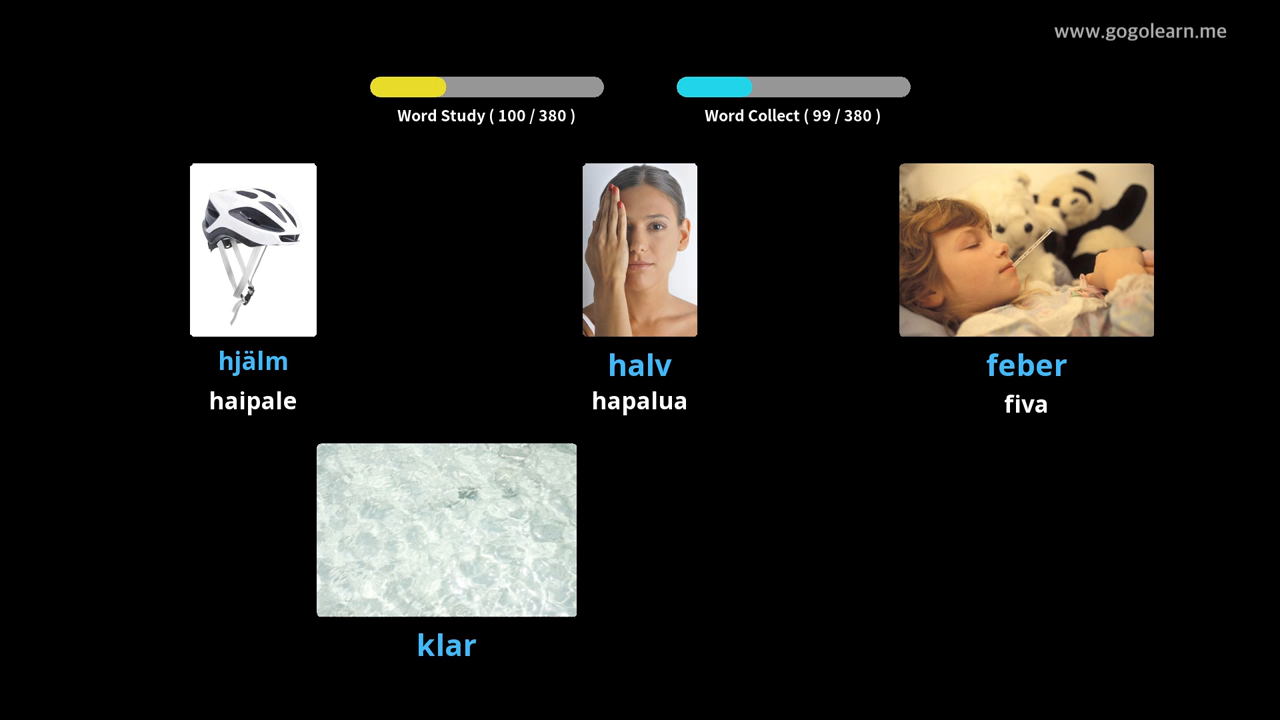 www.gogolearn.me
Word Study ( 100 / 380 )
Word Collect ( 99 / 380 )
hjälm
haipale
halv
hapalua
feber
fiva
klar